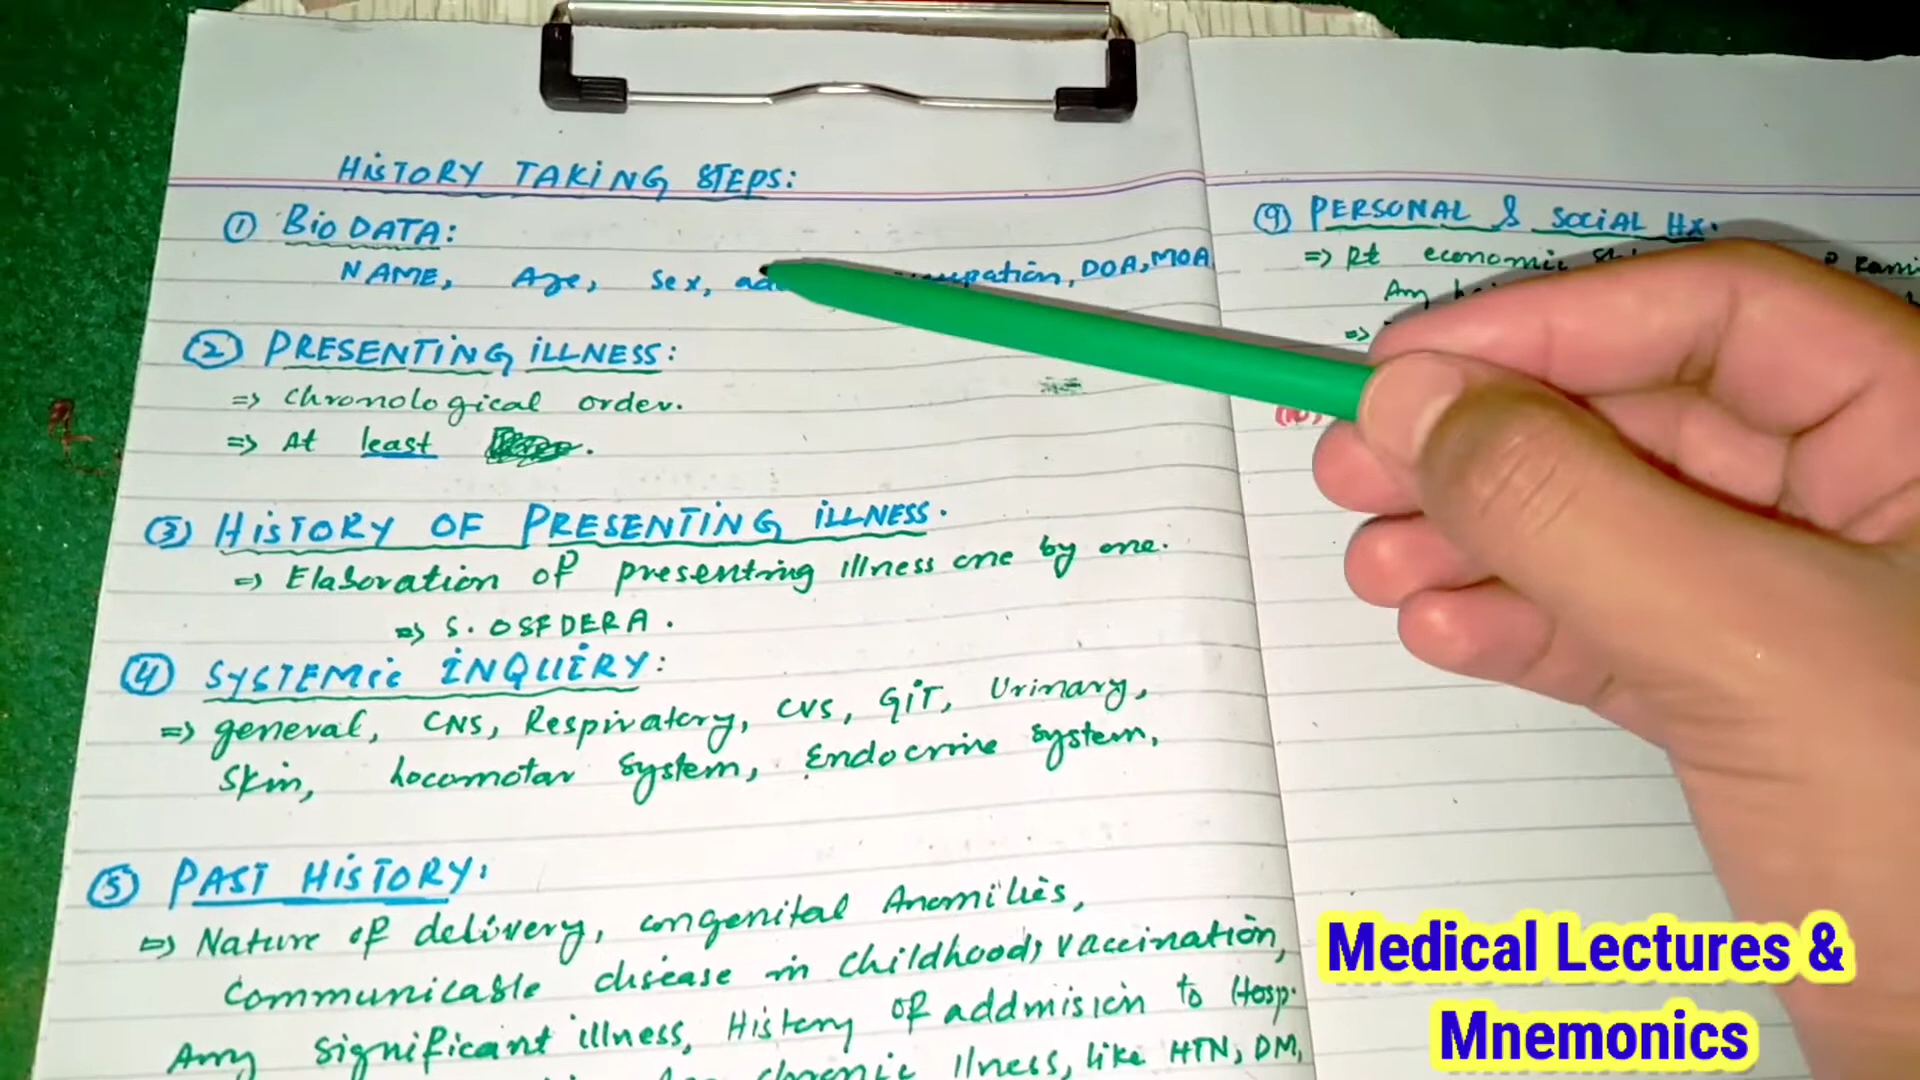 HISTORY TAKING STEPS:
① BIO DATA:
NAME, Age, Sex, DOA, MOA
② PRESENTING ILLNESS:
⇒ Chronological order.
⇒ At least
③ HISTORY OF PRESENTING ILLNESS.
⇒ Elaboration of presenting illness one by one.
⇒ S. OSFDERA.
④ SYSTEMIC INQUIRY:
⇒ general, CNS, Respiratory, CVS, GIT, Urinary,
Skin, Locomotar System, Endocrine system,
⑤ PAST HISTORY:
⇒ Nature of delivery, congenital Anomilies,
Communicable disease in childhood, vaccination,
Any significant illness, History of addmision to Hosp.
chronic illness, like HTN, DM,
⑨ PERSONAL & SOCIAL HX.
⇒ Pt economic
Any
⇒
Medical Lectures &
Mnemonics